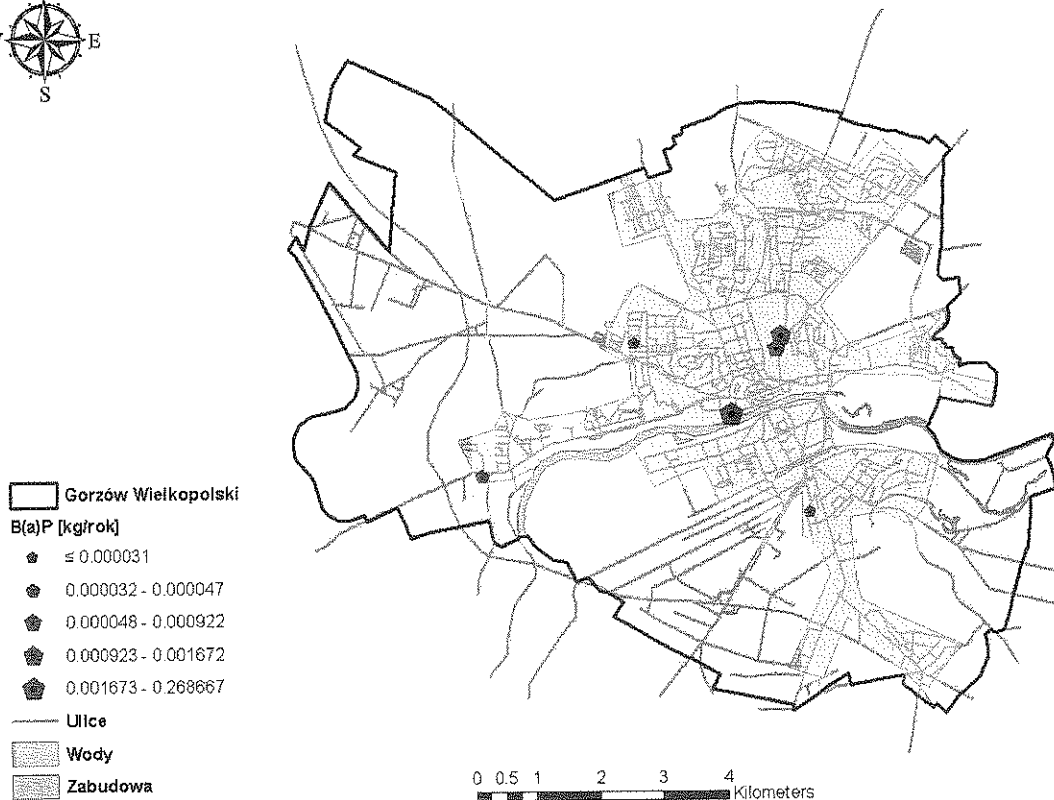 E
S
Gorzów Wielkopolski
B(a)P [kg/rok]
≤ 0.000031
0.000032 - 0.000047
0.000048 - 0.000922
0.000923 - 0.001672
0.001673 - 0.268667
Ulice
Wody
Zabudowa
0 0.5 1 2 3 4
Kilometers